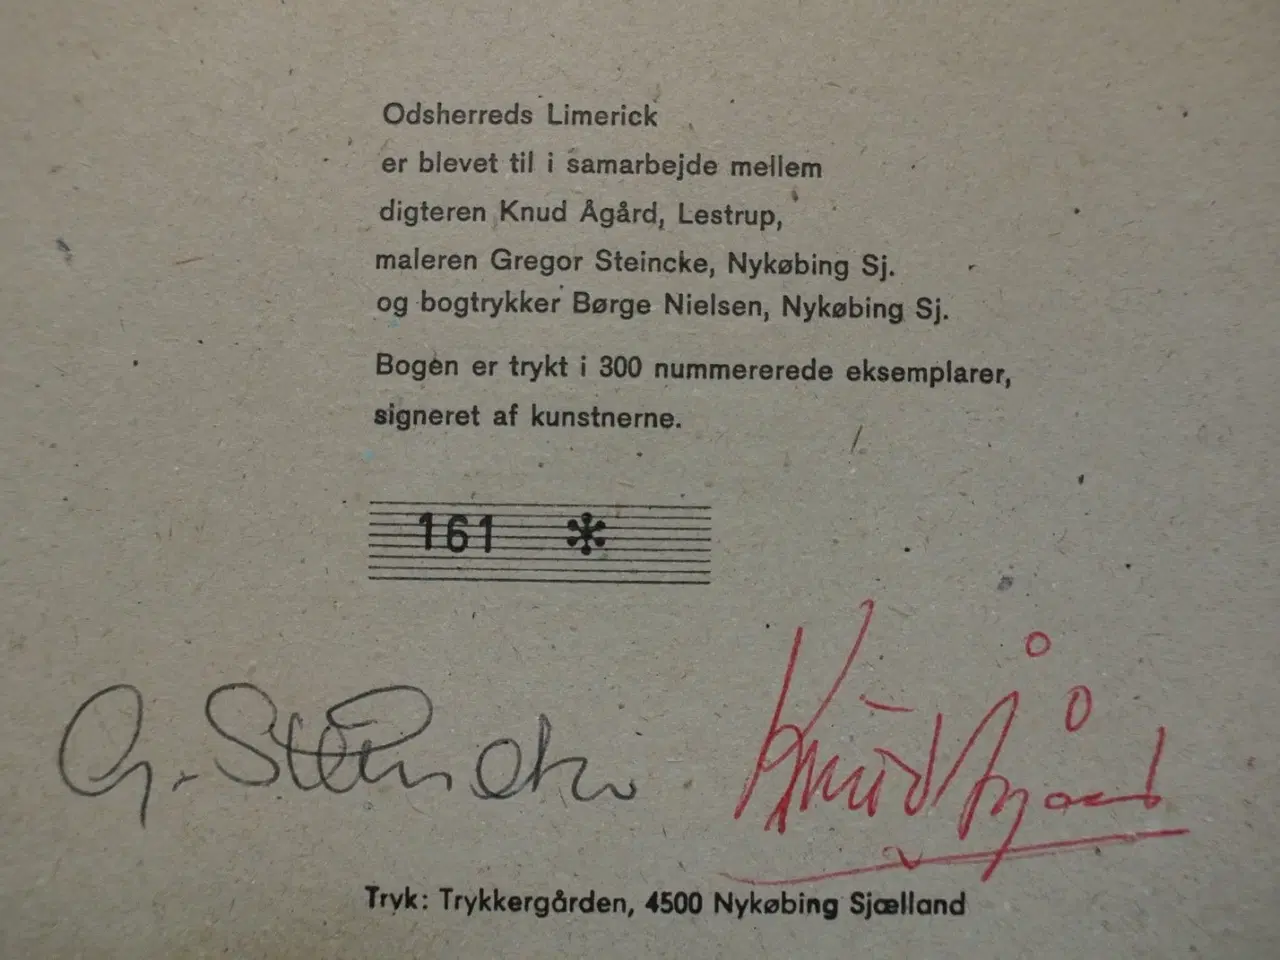 Odsherreds Limerick
er blevet til i samarbejde mellem
digteren Knud Ågård, Lestrup,
maleren Gregor Steincke, Nykøbing Sj.
og bogtrykker Børge Nielsen, Nykøbing Sj.
Bogen er trykt i 300 nummererede eksemplarer,
signeret af kunstnerne.
161 *
G. Steincke Knud Ågård
Tryk: Trykkergården, 4500 Nykøbing Sjælland